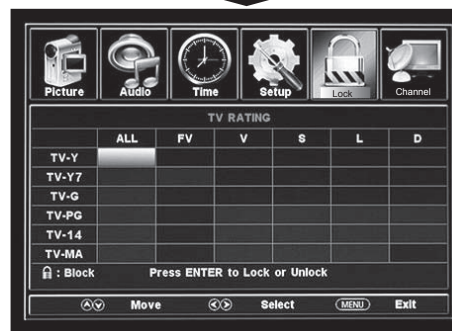 Picture Audio Time Setup Lock Channel
TV RATING
ALL FV V S L D
TV-Y
TV-Y7
TV-G
TV-PG
TV-14
TV-MA
: Block Press ENTER to Lock or Unlock
Move Select MENU Exit